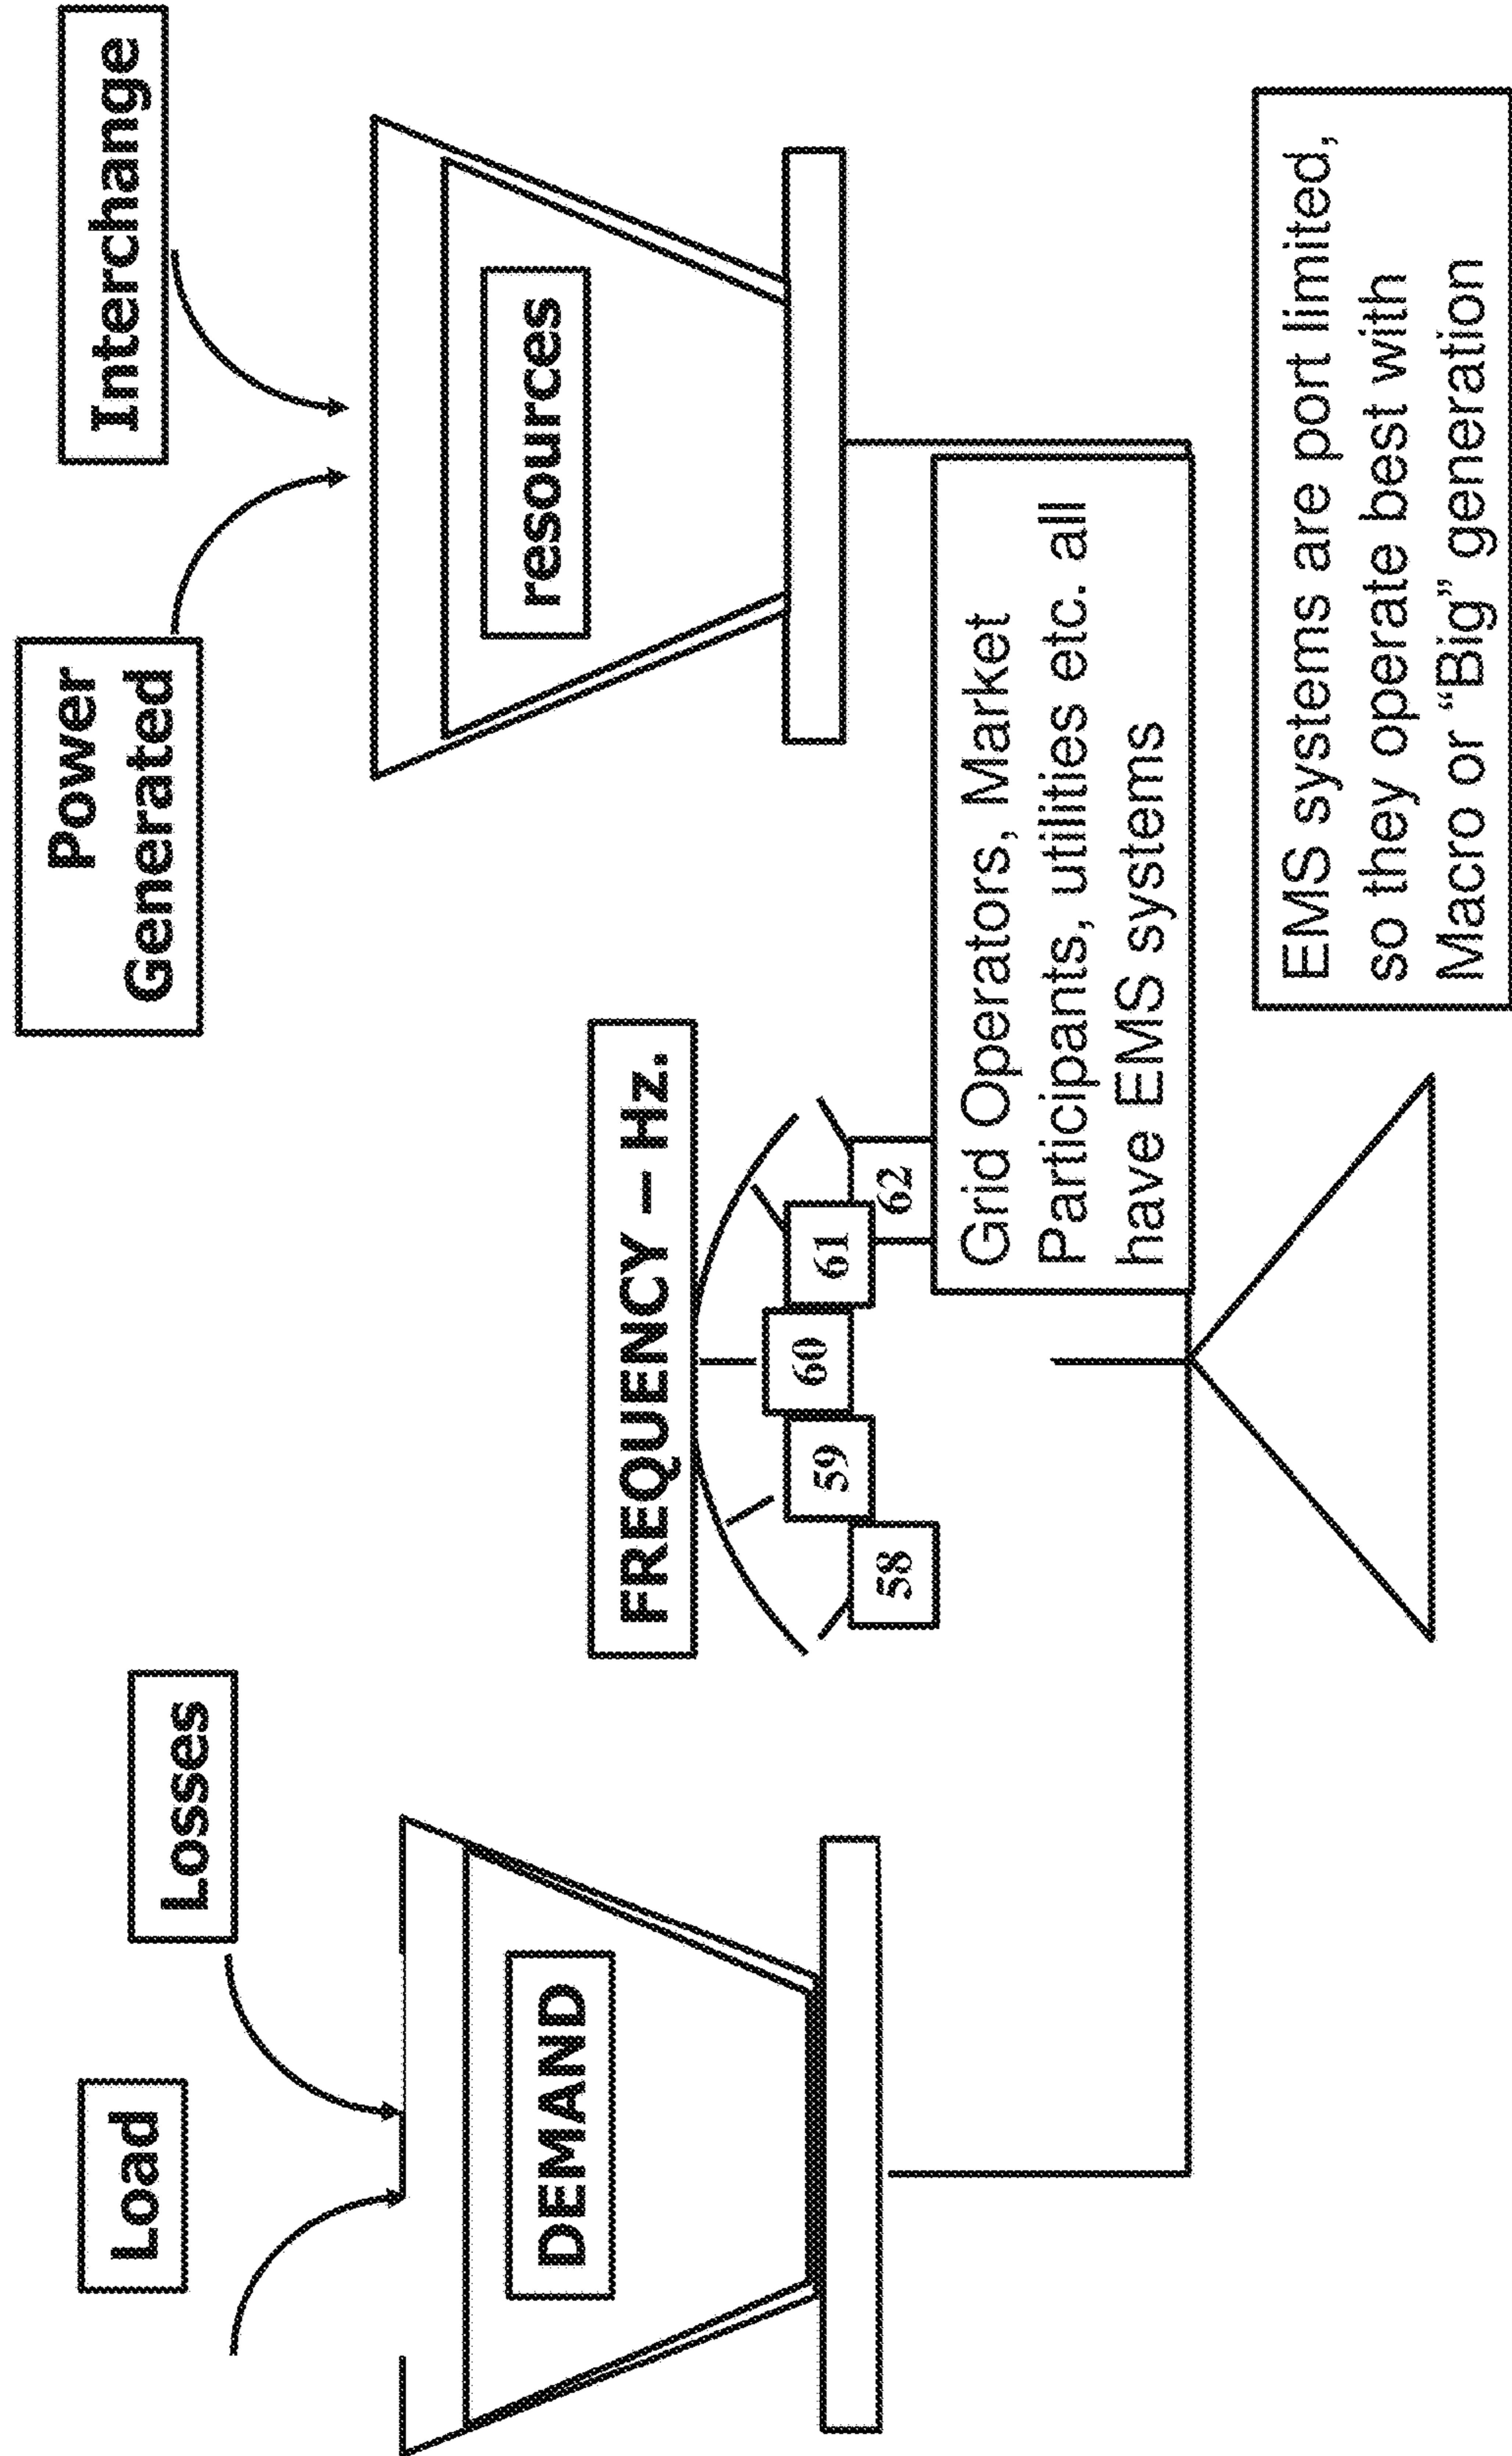 Load
Losses
DEMAND
FREQUENCY – Hz.
58
59
60
61
62
Power
Generated
Interchange
resources
Grid Operators, Market
Participants, utilities etc. all
have EMS systems
EMS systems are port limited,
so they operate best with
Macro or “Big” generation